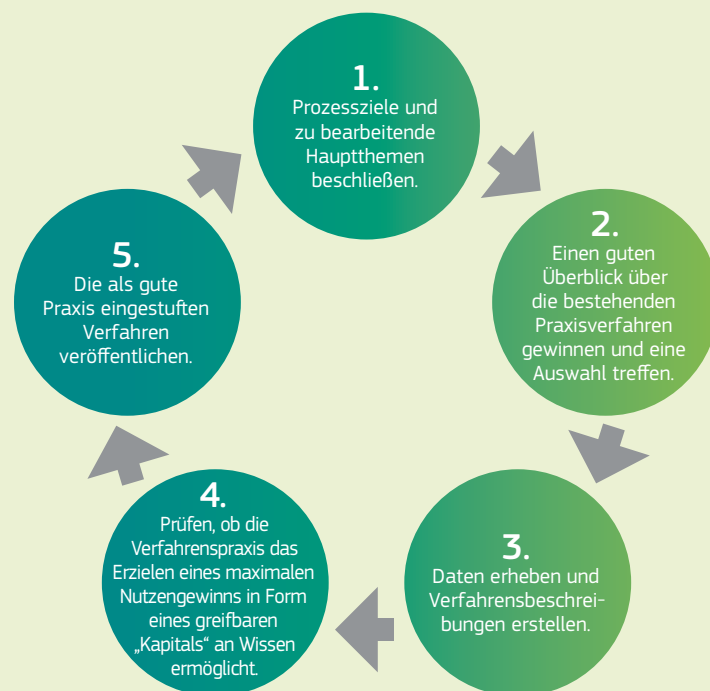 1.
Prozessziele und
zu bearbeitende
Hauptthemen
beschließen.
2.
Einen guten
Überblick über
die bestehenden
Praxisverfahren
gewinnen und eine
Auswahl treffen.
3.
Daten erheben und
Verfahrensbeschrei-
bungen erstellen.
4.
Prüfen, ob die
Verfahrenspraxis das
Erzielen eines maximalen
Nutzengewinns in Form
eines greifbaren
„Kapitals“ an Wissen
ermöglicht.
5.
Die als gute
Praxis eingestuften
Verfahren
veröffentlichen.